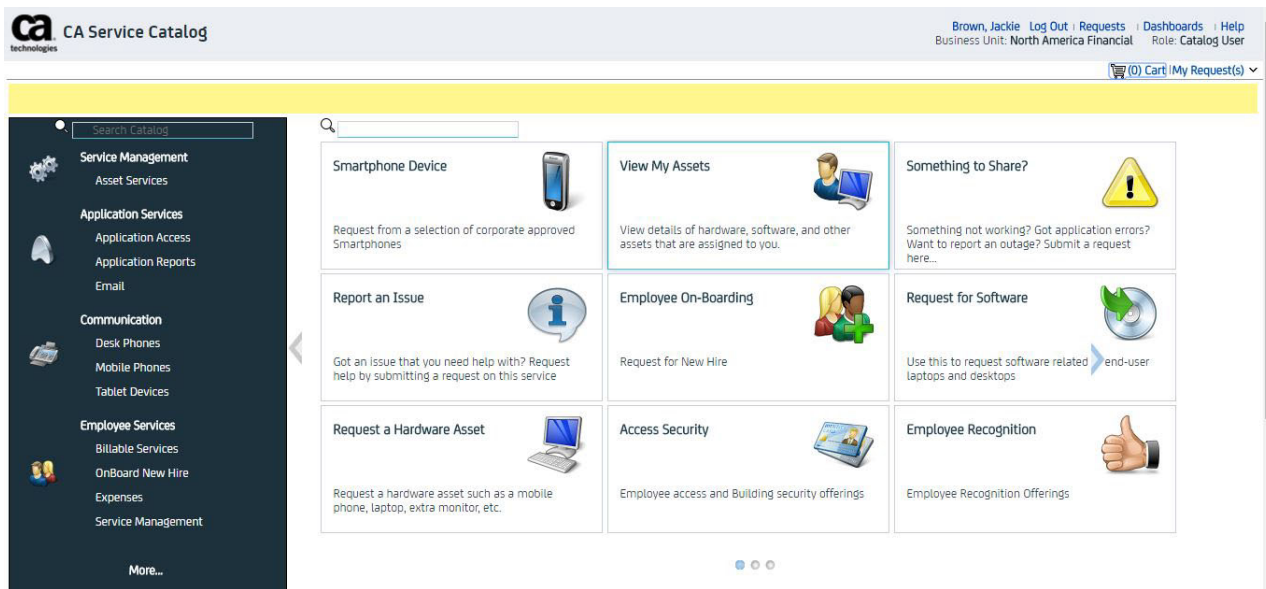 ca
technologies
CA Service Catalog
Brown, Jackie Log Out Requests Dashboards Help
Business Unit: North America Financial Role: Catalog User
(0) Cart My Request(s)
Search Catalog
Service Management
Asset Services
Application Services
Application Access
Application Reports
Email
Communication
Desk Phones
Mobile Phones
Tablet Devices
Employee Services
Billable Services
OnBoard New Hire
Expenses
Service Management
More...
Smartphone Device
Request from a selection of corporate approved
Smartphones
View My Assets
View details of hardware, software, and other
assets that are assigned to you.
Something to Share?
Something not working? Got application errors?
Want to report an outage? Submit a request
here...
Report an Issue
Got an issue that you need help with? Request
help by submitting a request on this service
Employee On-Boarding
Request for New Hire
Request for Software
Use this to request software related end-user
laptops and desktops
Request a Hardware Asset
Request a hardware asset such as a mobile
phone, laptop, extra monitor, etc.
Access Security
Employee access and Building security offerings
Employee Recognition
Employee Recognition Offerings